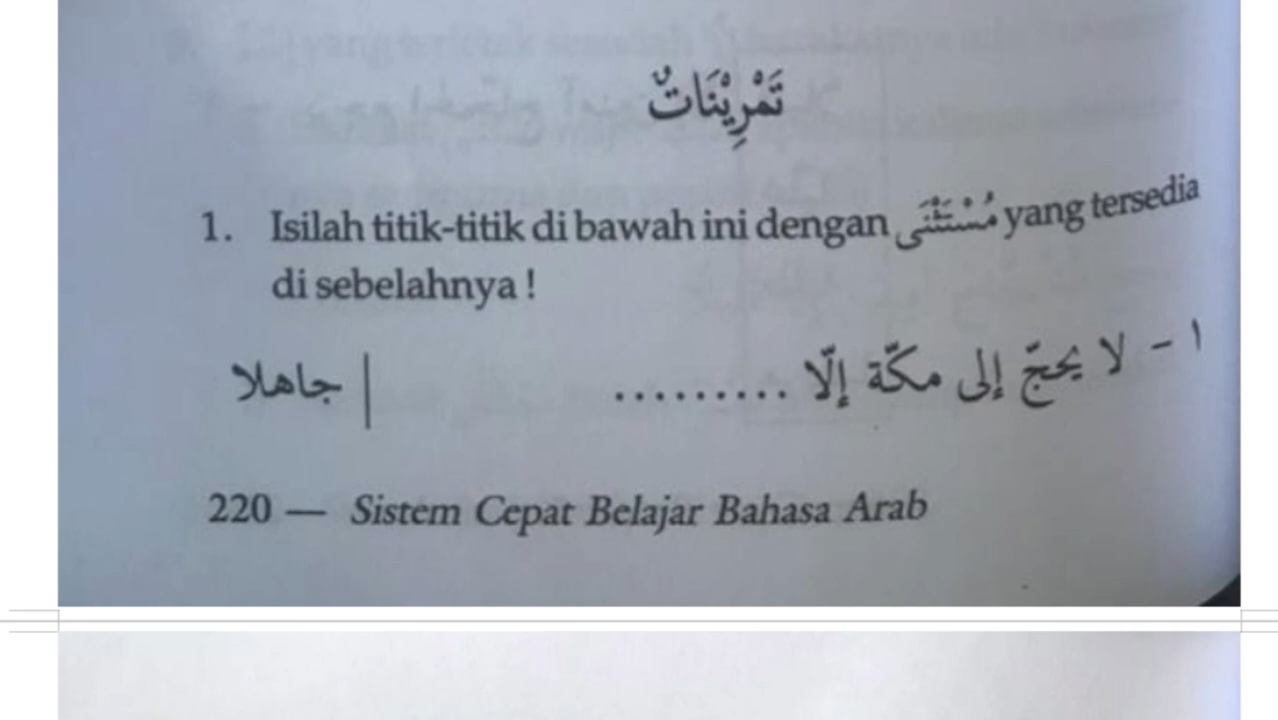 تَمْرِيْنَاتٌ
1. Isilah titik-titik di bawah ini dengan مُسْتَثْنَى yang tersedia
di sebelahnya !
١ - لا يحجّ إلى مكّة إلّا ......... | جاهلا
220 — Sistem Cepat Belajar Bahasa Arab